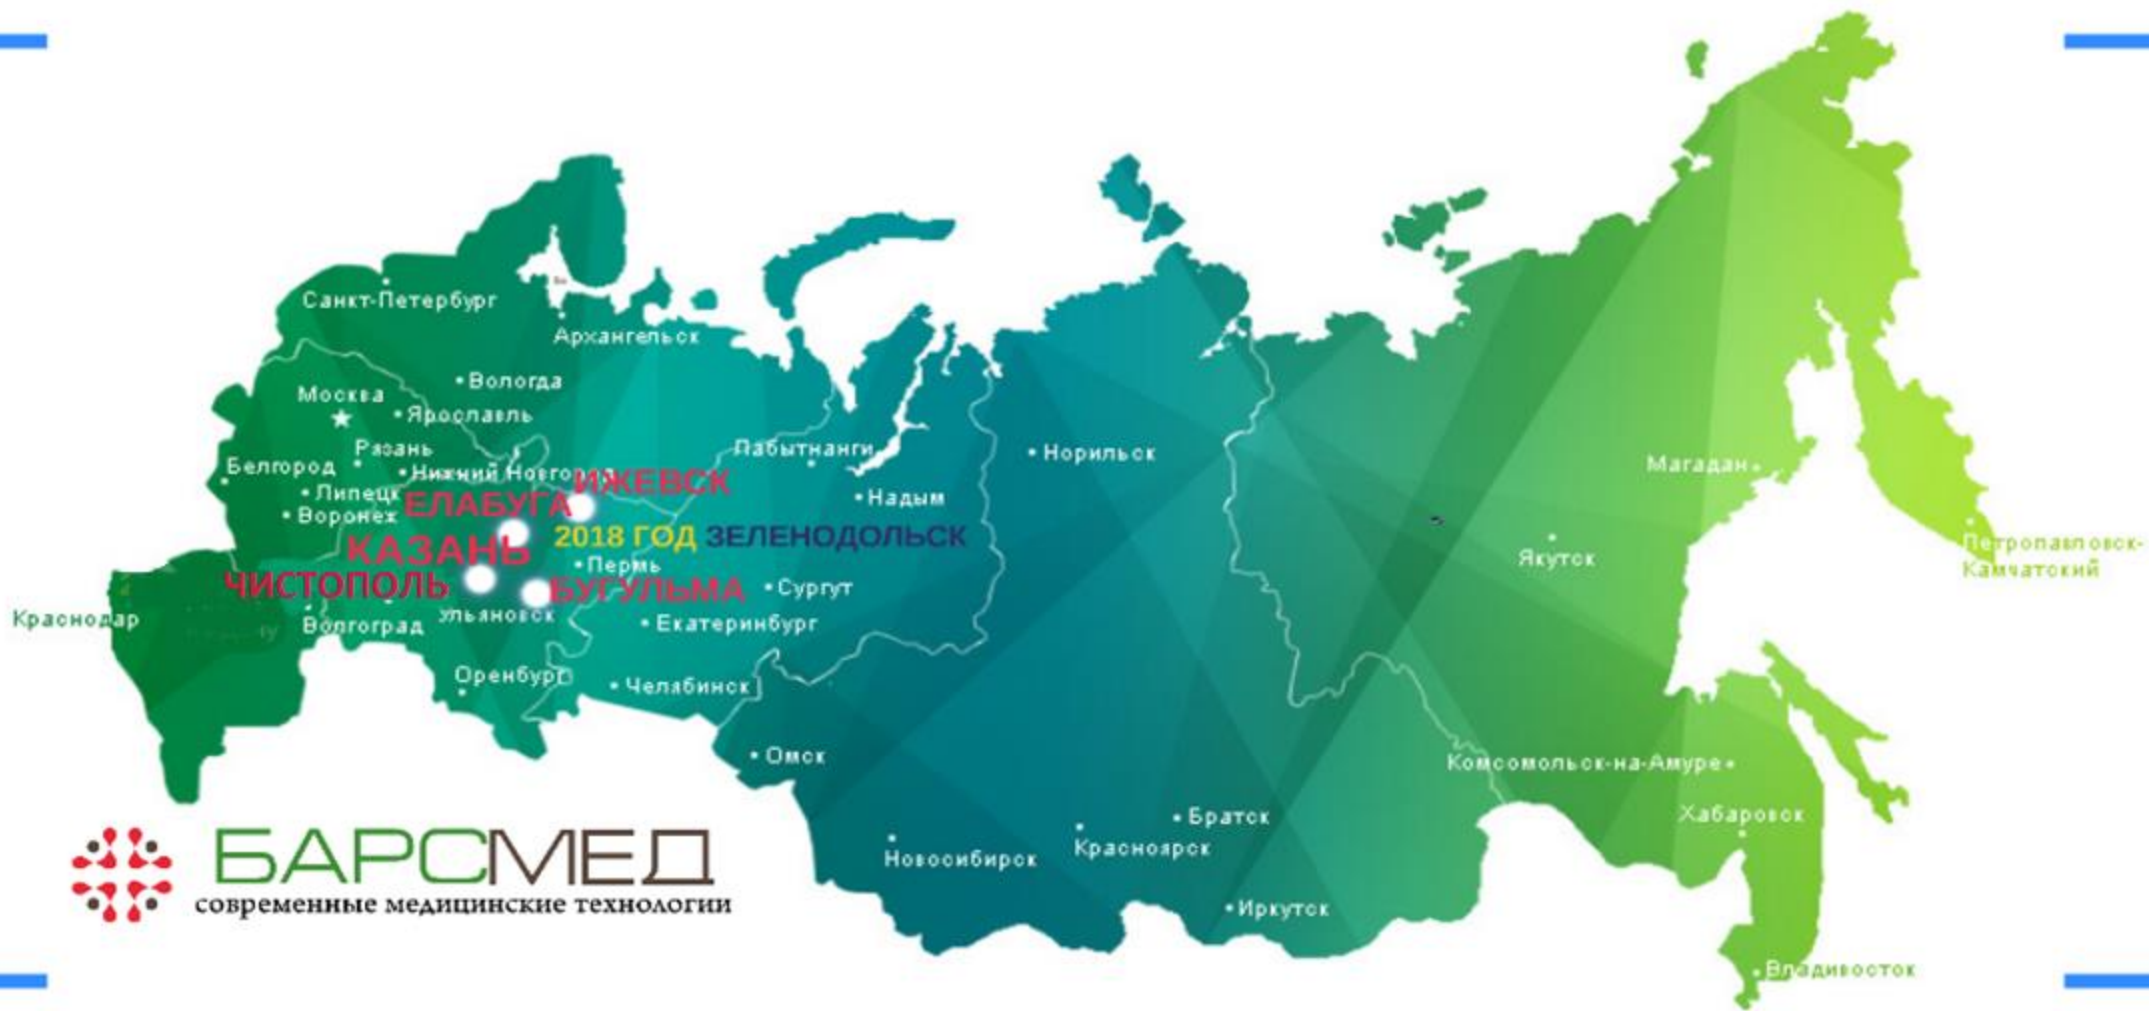 Санкт-Петербург
Архангельск
Вологда
Москва
Ярославль
Рязань
Нижний Новго
Белгород
Липецк
Воронеж
ИЖЕВСК
ЕЛАБУГА
КАЗАНЬ
2018 ГОД ЗЕЛЕНОДОЛЬСК
ЧИСТОПОЛЬ
Пермь
БУГУЛЬМА
Сургут
Лабытнанги
Надым
Норильск
Магадан
Якутск
Петропавловск-
Камчатский
Краснодар
Волгоград
Ульяновск
Екатеринбург
Оренбург
Челябинск
Омск
Новосибирск
Красноярск
Братск
Иркутск
Комсомольск-на-Амуре
Хабаровск
Владивосток
БАРСМЕД
современные медицинские технологии